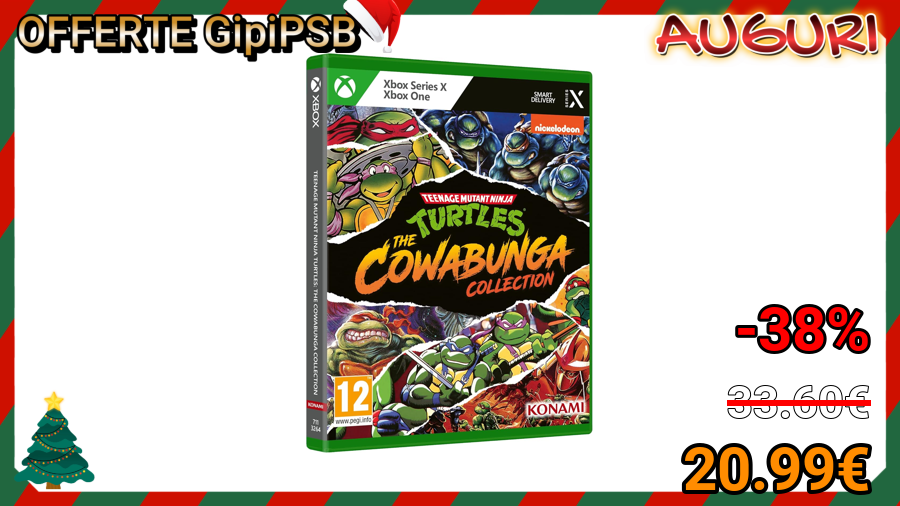 OFFERTE GipiPSB
AUGURI
XBOX
Xbox Series X
Xbox One
SMART
DELIVERY
SERIES X
nickelodeon
TEENAGE MUTANT NINJA
TURTLES
THE
COWABUNGA
COLLECTION
TEENAGE MUTANT NINJA TURTLES: THE COWABUNGA COLLECTION
KONAMI
12
www.pegi.info
KONAMI
-38%
33.60€
20.99€